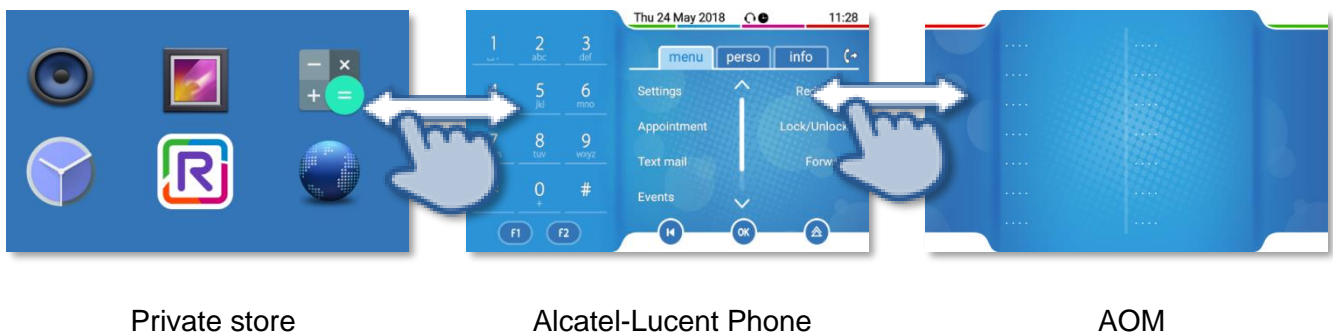 Thu 24 May 2018 11:28
1 2 3
abc def
menu perso info
5 6
jkl mno
Settings
Appointment Lock/Unlock
8 9
tuv wxyz
Text mail
0 #
+
Events
F1 F2 OK
R
Private store Alcatel-Lucent Phone AOM